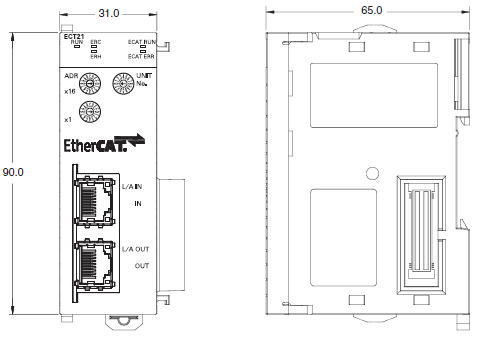 31.0
65.0
ECT21
RUN ERC ECAT RUN
ERH ECAT ERR
ADR UNIT
No.
x16
x1
EtherCAT.
90.0
L/A IN
IN
L/A OUT
OUT